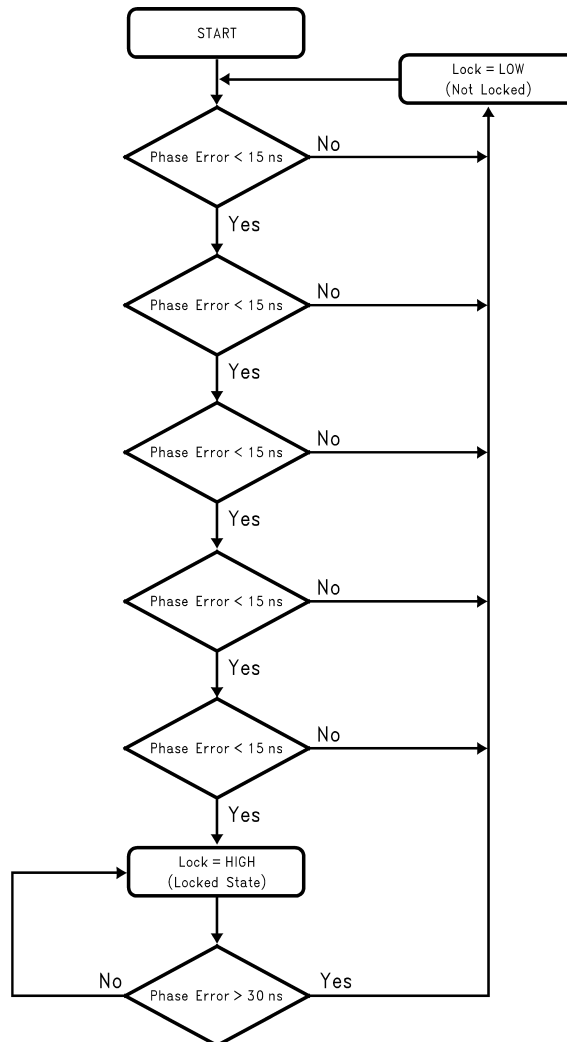 START
Lock = LOW
(Not Locked)
Phase Error < 15 ns
No
Yes
Phase Error < 15 ns
No
Yes
Phase Error < 15 ns
No
Yes
Phase Error < 15 ns
No
Yes
Phase Error < 15 ns
No
Yes
Lock = HIGH
(Locked State)
No
Phase Error > 30 ns
Yes